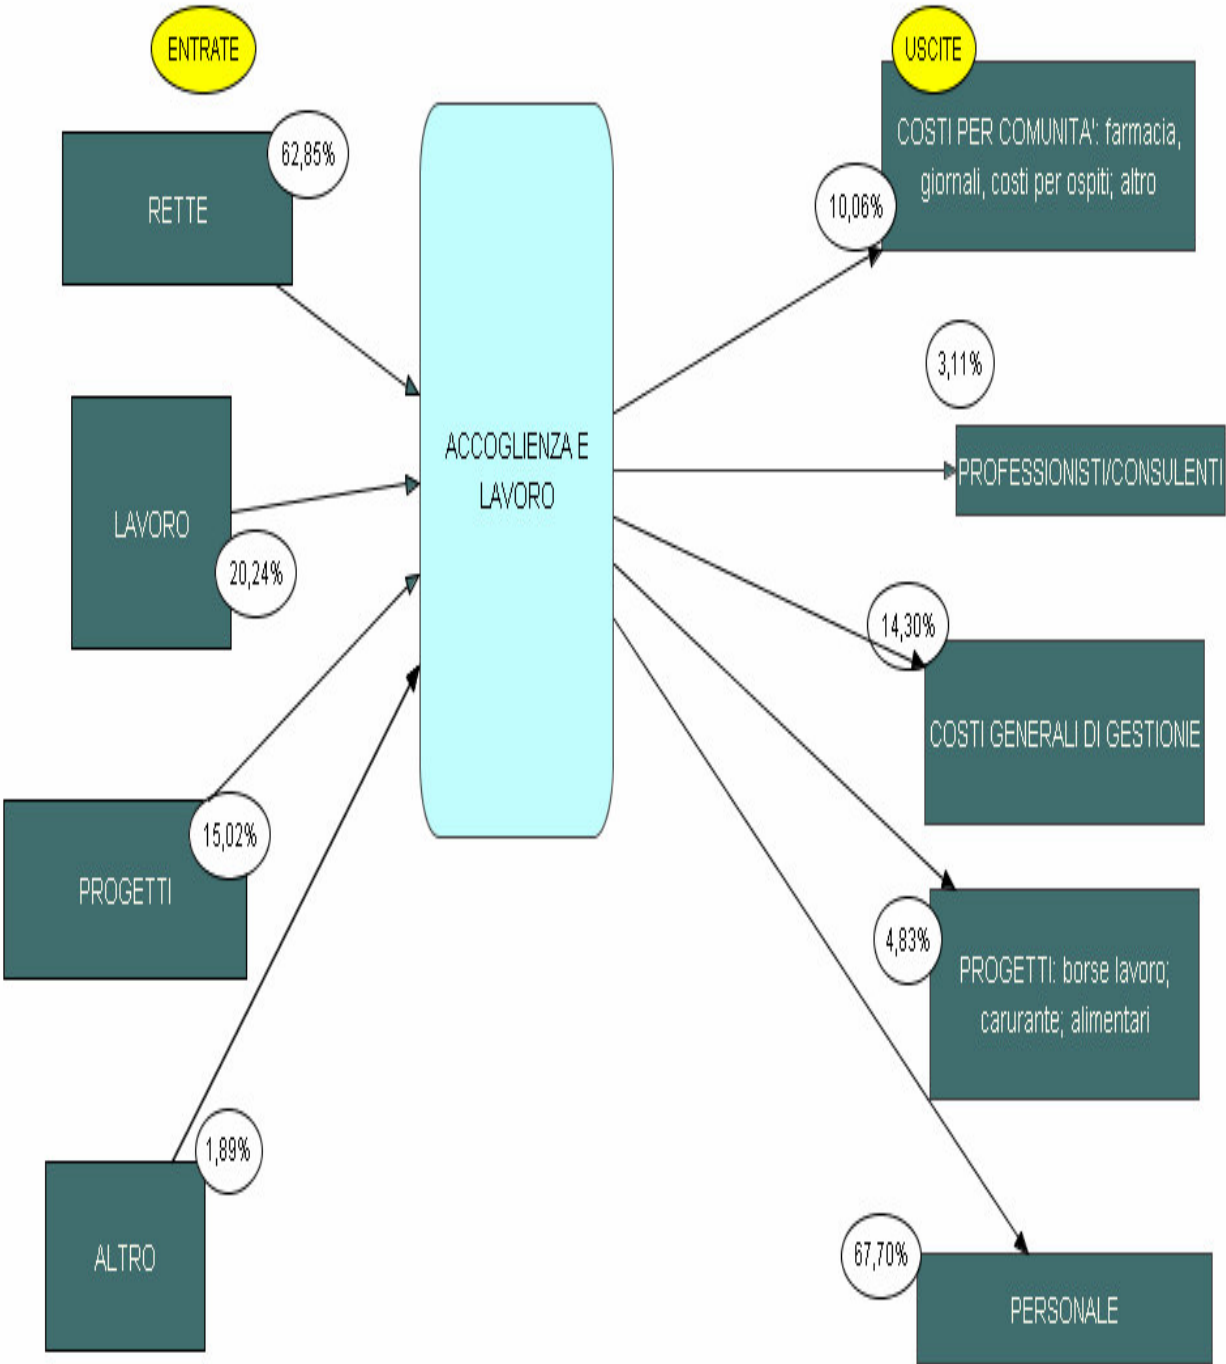 ENTRATE
62,85%
RETTE
LAVORO
20,24%
15,02%
PROGETTI
1,89%
ALTRO
ACCOGLIENZA E
LAVORO
USCITE
COSTI PER COMUNITA': farmacia,
giornali, costi per ospiti; altro
10,06%
3,11%
PROFESSIONISTI/CONSULENTI
14,30%
COSTI GENERALI DI GESTIONIE
4,83%
PROGETTI: borse lavoro;
carurante; alimentari
67,70%
PERSONALE